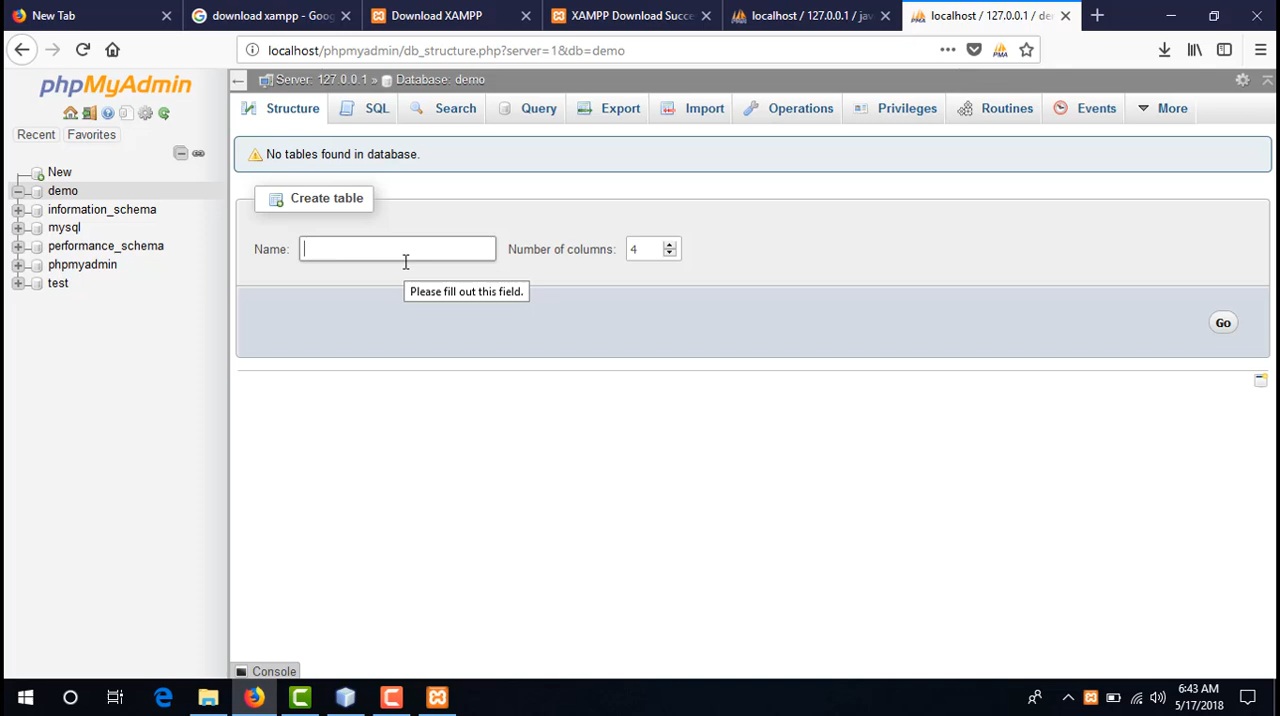 New Tab
download xampp - Goog
Download XAMPP
XAMPP Download Succe
localhost / 127.0.0.1 / jav
localhost / 127.0.0.1 / de
localhost/phpmyadmin/db_structure.php?server=1&db=demo
phpMyAdmin
Server: 127.0.0.1 » Database: demo
Structure
SQL
Search
Query
Export
Import
Operations
Privileges
Routines
Events
More
Recent
Favorites
No tables found in database.
New
demo
information_schema
mysql
performance_schema
phpmyadmin
test
Create table
Name:
Number of columns: 4
Please fill out this field.
Go
Console
6:43 AM
5/17/2018